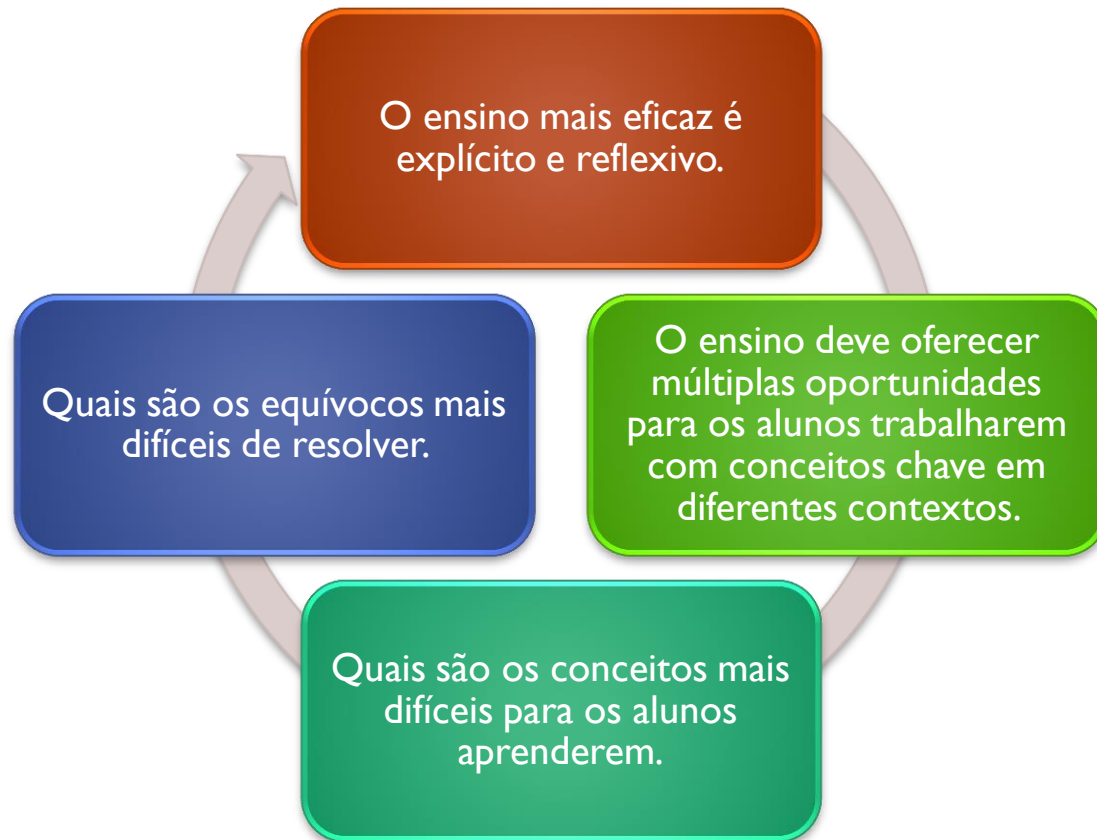 O ensino mais eficaz é
explícito e reflexivo.
O ensino deve oferecer
múltiplas oportunidades
para os alunos trabalharem
com conceitos chave em
diferentes contextos.
Quais são os conceitos mais
difíceis para os alunos
aprenderem.
Quais são os equívocos mais
difíceis de resolver.